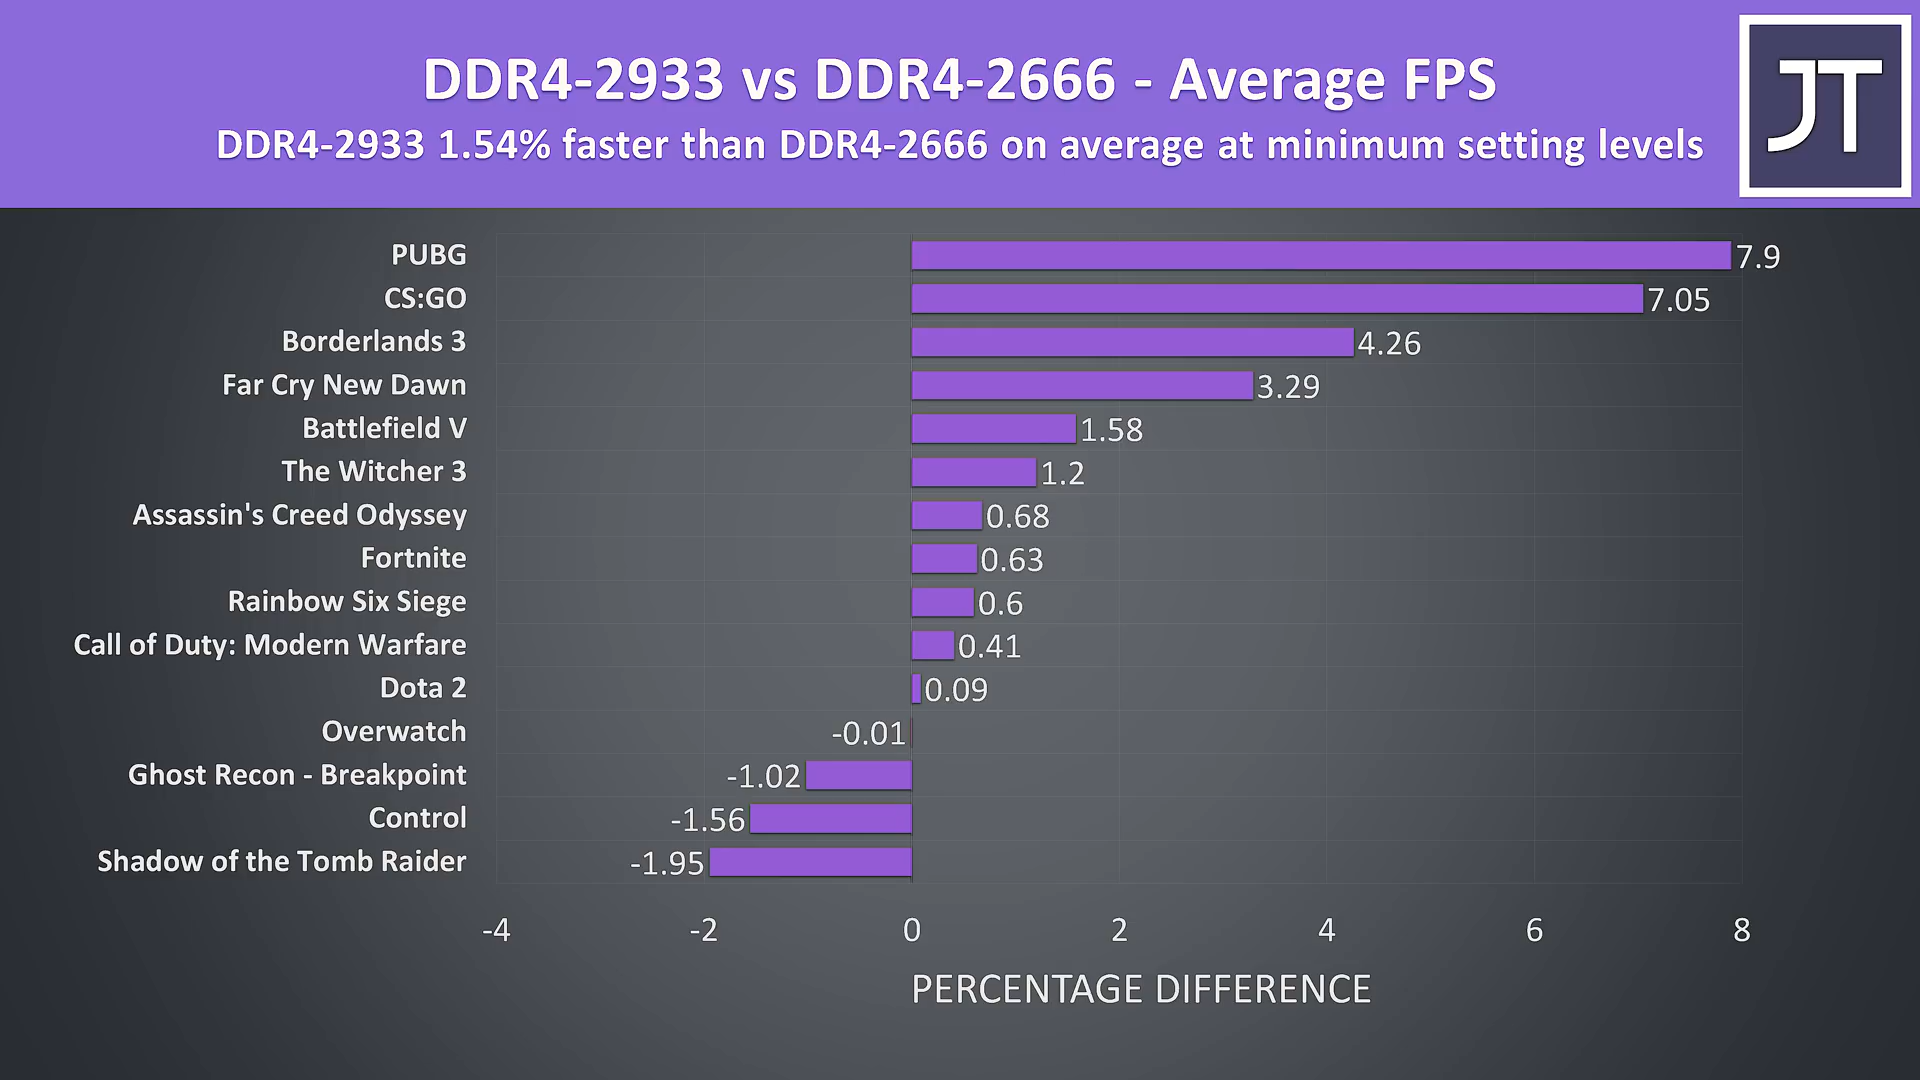 DDR4-2933 vs DDR4-2666 - Average FPS
DDR4-2933 1.54% faster than DDR4-2666 on average at minimum setting levels
JT
PUBG 7.9
CS:GO 7.05
Borderlands 3 4.26
Far Cry New Dawn 3.29
Battlefield V 1.58
The Witcher 3 1.2
Assassin's Creed Odyssey 0.68
Fortnite 0.63
Rainbow Six Siege 0.6
Call of Duty: Modern Warfare 0.41
Dota 2 0.09
Overwatch -0.01
Ghost Recon - Breakpoint -1.02
Control -1.56
Shadow of the Tomb Raider -1.95
-4 -2 0 2 4 6 8
PERCENTAGE DIFFERENCE